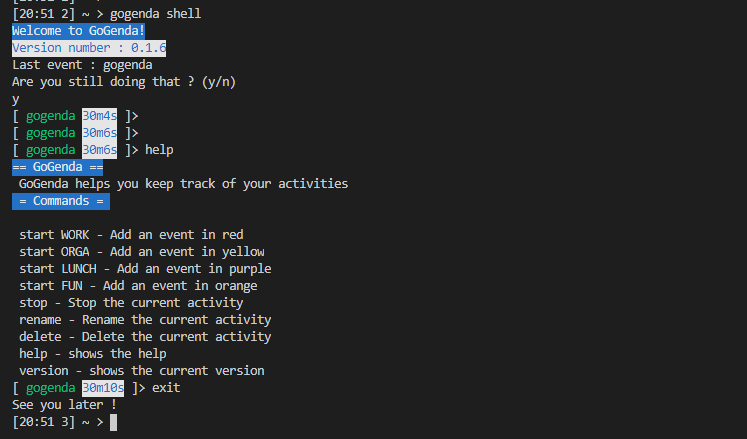 [20:51 2] ~ > gogenda shell
Welcome to GoGenda!
Version number : 0.1.6
Last event : gogenda
Are you still doing that ? (y/n)
y
[ gogenda 30m4s ]>
[ gogenda 30m6s ]>
[ gogenda 30m6s ]> help
== GoGenda ==
GoGenda helps you keep track of your activities
= Commands =
start WORK - Add an event in red
start ORGA - Add an event in yellow
start LUNCH - Add an event in purple
start FUN - Add an event in orange
stop - Stop the current activity
rename - Rename the current activity
delete - Delete the current activity
help - shows the help
version - shows the current version
[ gogenda 30m10s ]> exit
See you later !
[20:51 3] ~ >